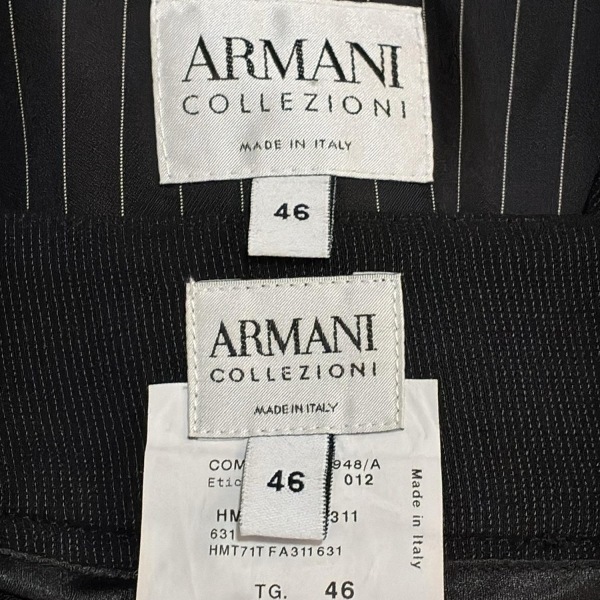 ARMANI
COLLEZIONI
MADE IN ITALY
46
ARMANI
COLLEZIONI
MADE IN ITALY
COM 948/A
Etic 012
46
HM 311
631
HMT71T FA311631
TG. 46
Made in Italy